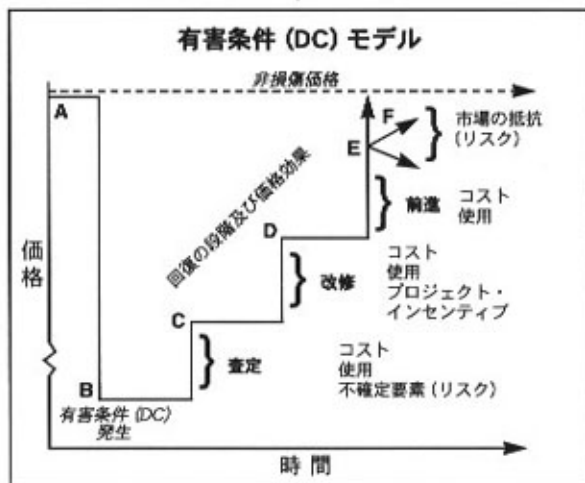 有害条件 (DC) モデル
非損傷価格
A
F
市場の抵抗
(リスク)
E
回復の段階及び価格効果
前進
コスト
使用
D
価格
改修
コスト
使用
プロジェクト・
インセンティブ
C
査定
コスト
使用
不確定要素 (リスク)
B
有害条件 (DC)
発生
時間